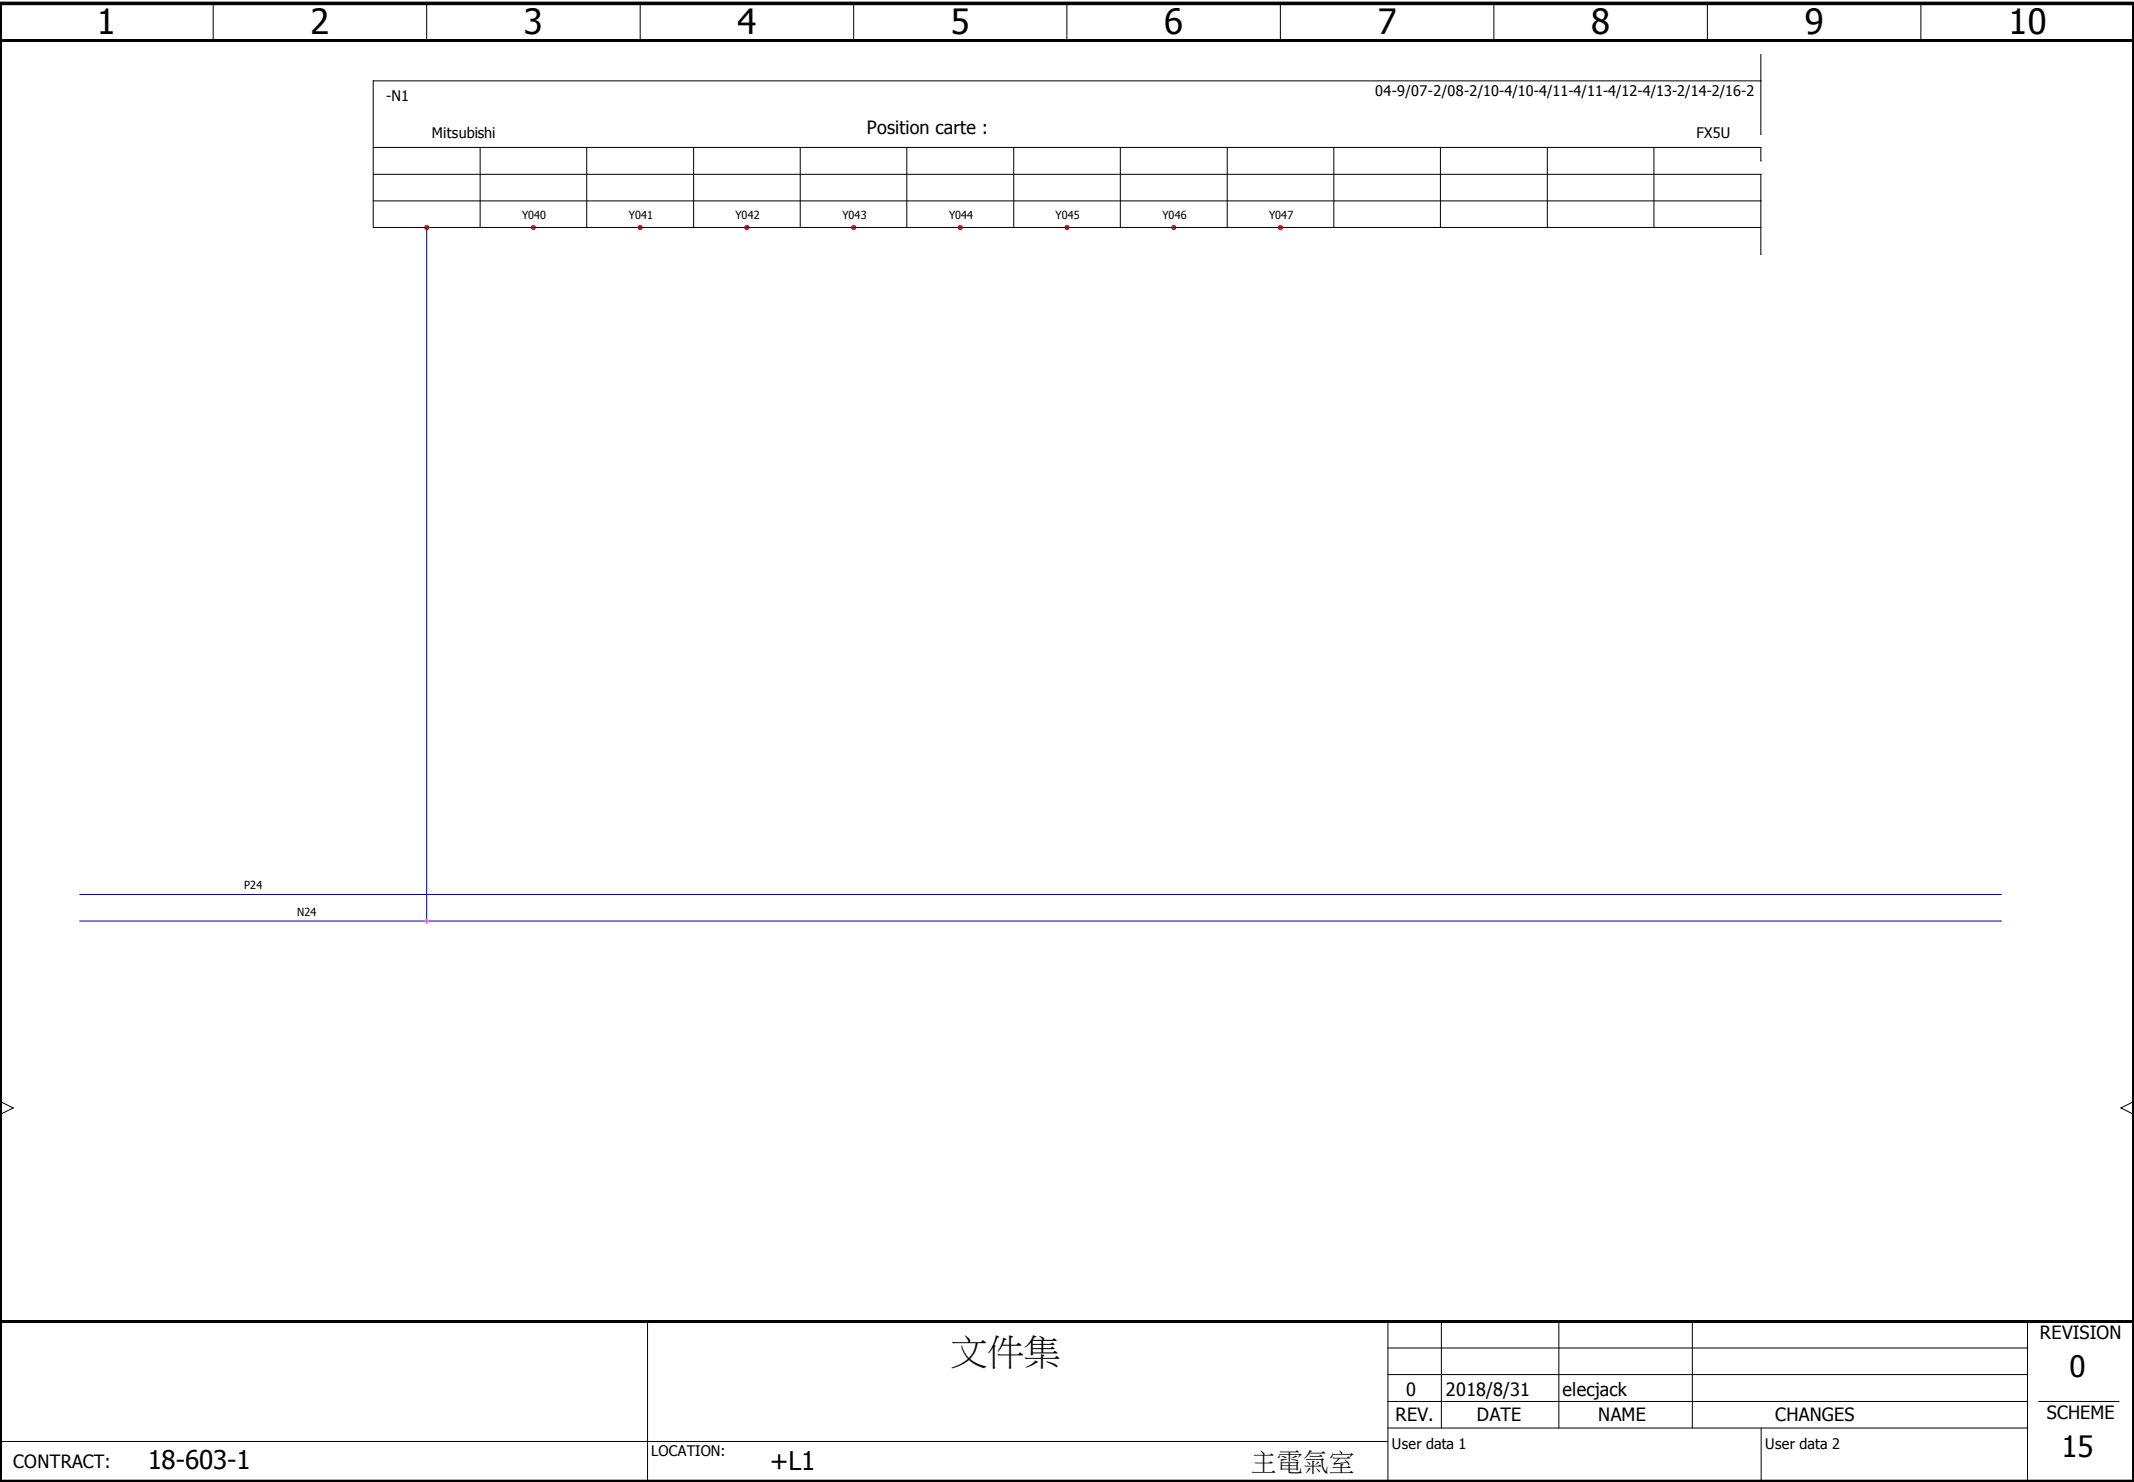 1 2 3 4 5 6 7 8 9 10
-N1 04-9/07-2/08-2/10-4/10-4/11-4/11-4/12-4/13-2/14-2/16-2
Mitsubishi Position carte : FX5U
Y040 Y041 Y042 Y043 Y044 Y045 Y046 Y047
P24
N24
文件集
REVISION
0
0 2018/8/31 elecjack
REV. DATE NAME CHANGES
SCHEME
15
CONTRACT: 18-603-1
LOCATION: +L1 主電氣室
User data 1
User data 2